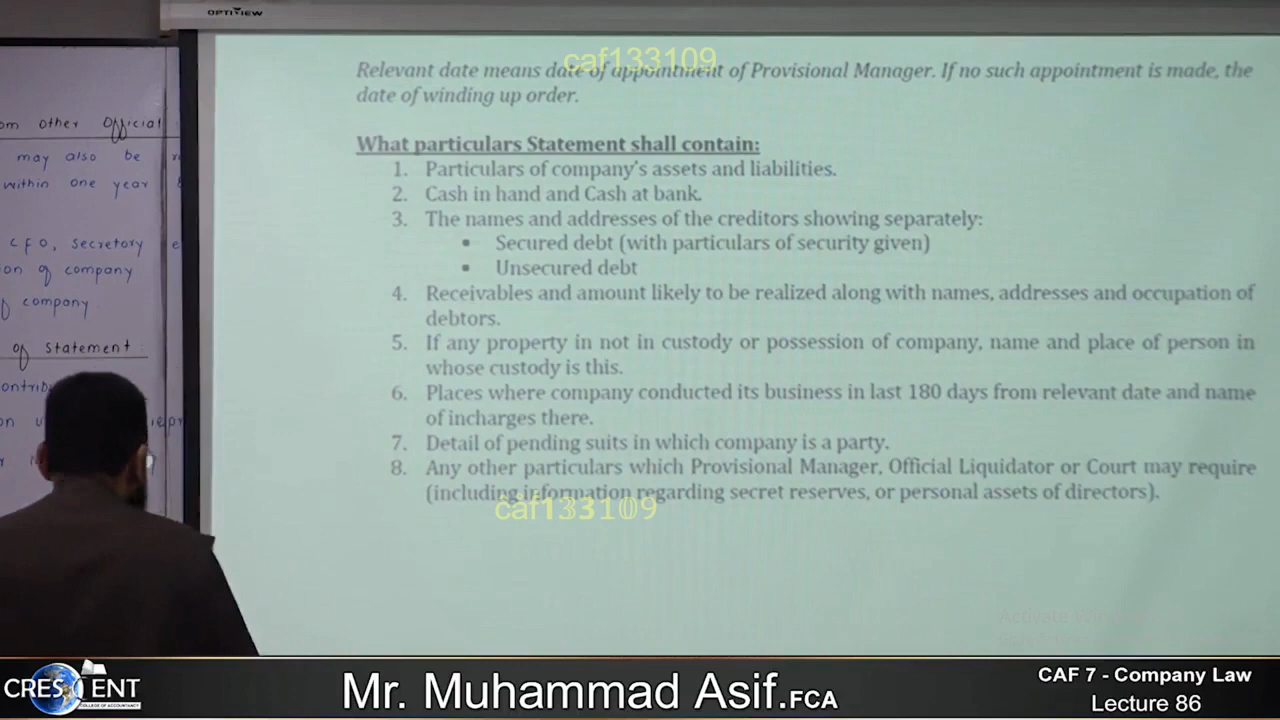 OPTIVIEW
caf133109
Relevant date means date of appointment of Provisional Manager. If no such appointment is made, the
date of winding up order.
What particulars Statement shall contain:
1. Particulars of company's assets and liabilities.
2. Cash in hand and Cash at bank.
3. The names and addresses of the creditors showing separately:
▪ Secured debt (with particulars of security given)
▪ Unsecured debt
4. Receivables and amount likely to be realized along with names, addresses and occupation of
debtors.
5. If any property in not in custody or possession of company, name and place of person in
whose custody is this.
6. Places where company conducted its business in last 180 days from relevant date and name
of incharges there.
7. Detail of pending suits in which company is a party.
8. Any other particulars which Provisional Manager, Official Liquidator or Court may require
(including information regarding secret reserves, or personal assets of directors).
caf133109
other official
may also be
within one year
CFO, secretary
of company
company
of statement:
Activate
CRESCENT
COLLEGE OF ACCOUNTANCY
Mr. Muhammad Asif.FCA
CAF 7 - Company Law
Lecture 86